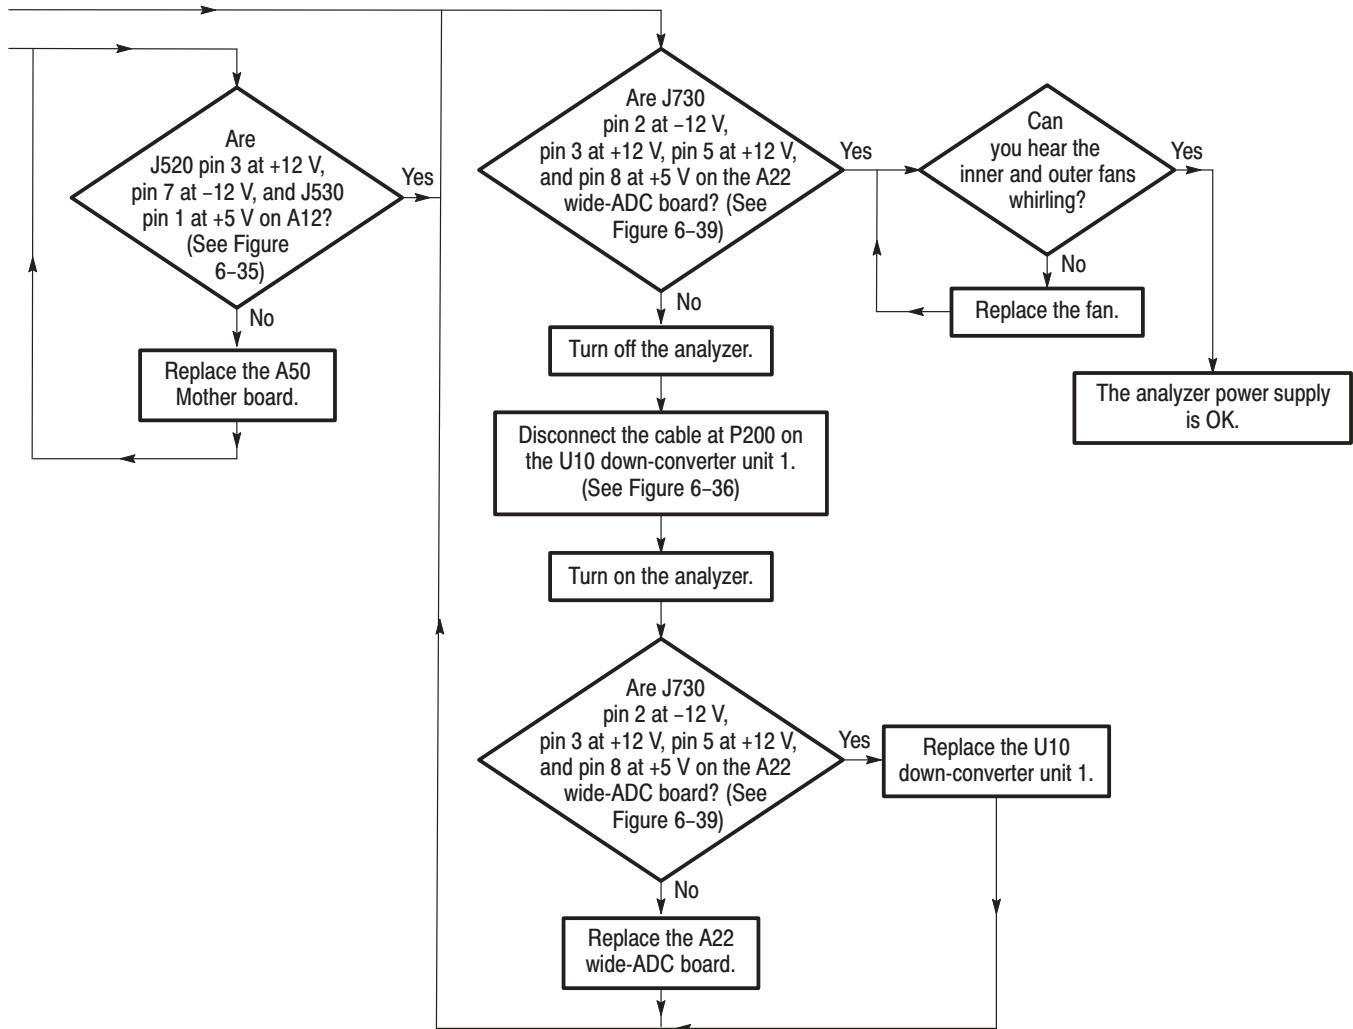 Are
J520 pin 3 at +12 V,
pin 7 at −12 V, and J530
pin 1 at +5 V on A12?
(See Figure
6–35)
Yes
No
Replace the A50
Mother board.
Are J730
pin 2 at −12 V,
pin 3 at +12 V, pin 5 at +12 V,
and pin 8 at +5 V on the A22
wide-ADC board? (See
Figure 6–39)
Yes
No
Can
you hear the
inner and outer fans
whirling?
Yes
No
Replace the fan.
The analyzer power supply
is OK.
Turn off the analyzer.
Disconnect the cable at P200 on
the U10 down-converter unit 1.
(See Figure 6–36)
Turn on the analyzer.
Are J730
pin 2 at −12 V,
pin 3 at +12 V, pin 5 at +12 V,
and pin 8 at +5 V on the A22
wide-ADC board? (See
Figure 6–39)
Yes
Replace the U10
down-converter unit 1.
No
Replace the A22
wide-ADC board.